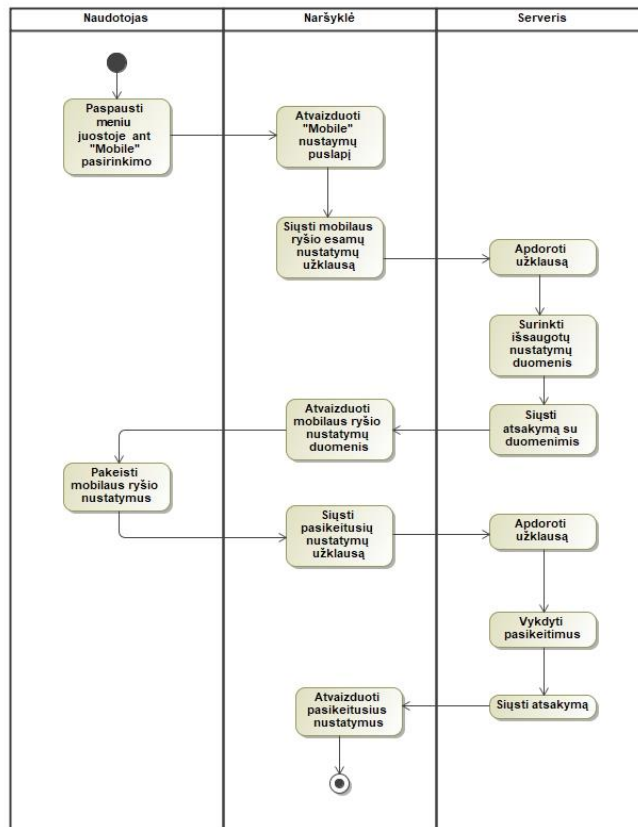 Naudotojas
Naršyklė
Serveris
Paspausti
meniu
juostoje ant
"Mobile"
pasirinkimo
Atvaizduoti
"Mobile"
nustaymų
puslapį
Siųsti mobilaus
ryšio esamų
nustatymų
užklausą
Apdoroti
užklausą
Surinkti
išsaugotų
nustatymų
duomenis
Siųsti
atsakymą su
duomenimis
Atvaizduoti
mobilaus ryšio
nustatymų
duomenis
Pakeisti
mobilaus ryšio
nustatymus
Siųsti
pasikeitusių
nustatymų
užklausą
Apdoroti
užklausą
Vykdyti
pasikeitimus
Siųsti atsakymą
Atvaizduoti
pasikeitusius
nustatymus